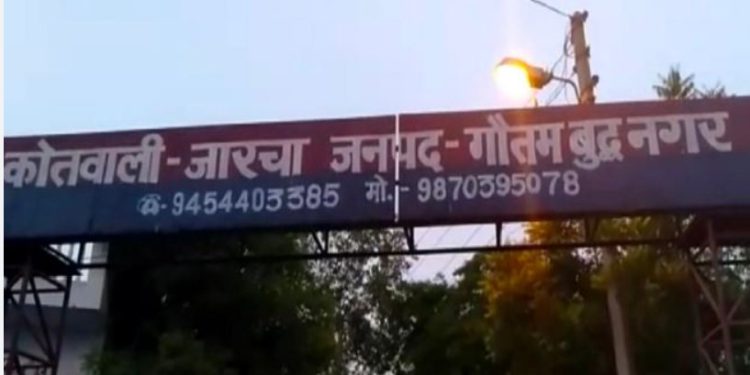 कोतवाली - जारचा जनपद - गौतम बुद्ध नगर
☎- 9454403385 मो.- 9870395078